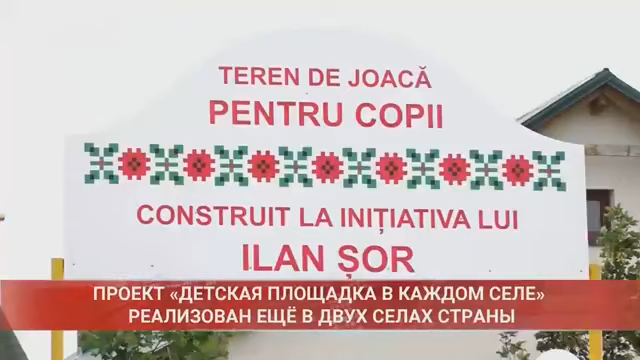 TEREN DE JOACĂ
PENTRU COPII
CONSTRUIT LA INIȚIATIVA LUI
ILAN ȘOR
ПРОЕКТ «ДЕТСКАЯ ПЛОЩАДКА В КАЖДОМ СЕЛЕ»
РЕАЛИЗОВАН ЕЩЁ В ДВУХ СЕЛАХ СТРАНЫ